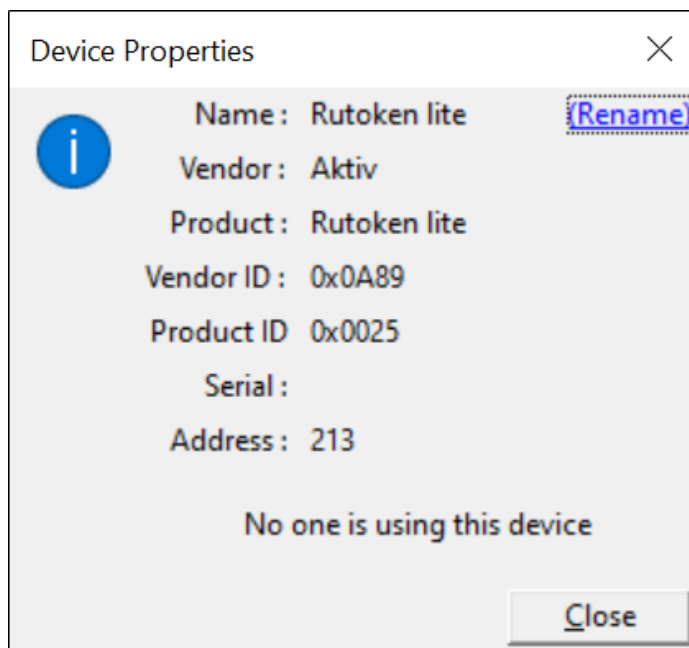 Device Properties
Name : Rutoken lite (Rename)
Vendor : Aktiv
Product : Rutoken lite
Vendor ID : 0x0A89
Product ID 0x0025
Serial :
Address : 213
No one is using this device
Close